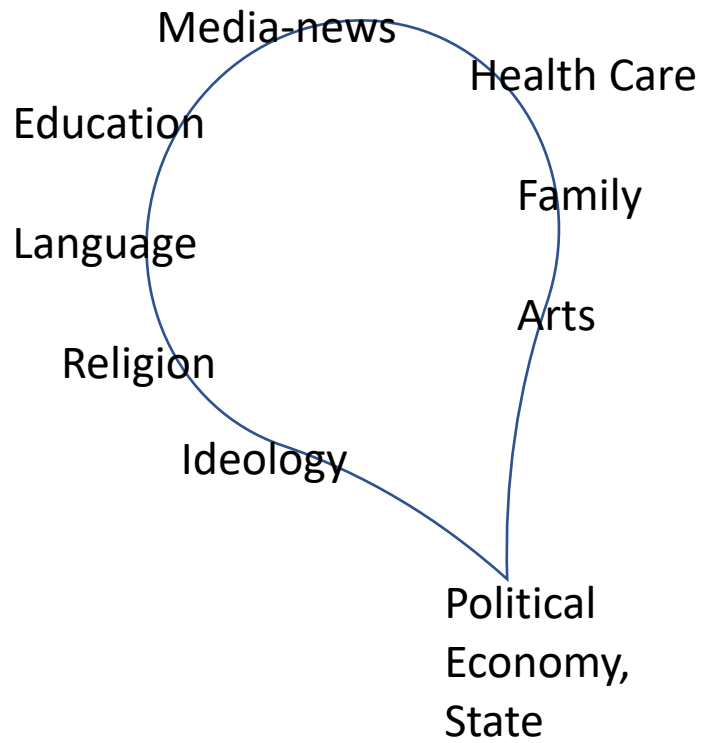 Media-news
Health Care
Education
Family
Language
Arts
Religion
Ideology
Political
Economy,
State